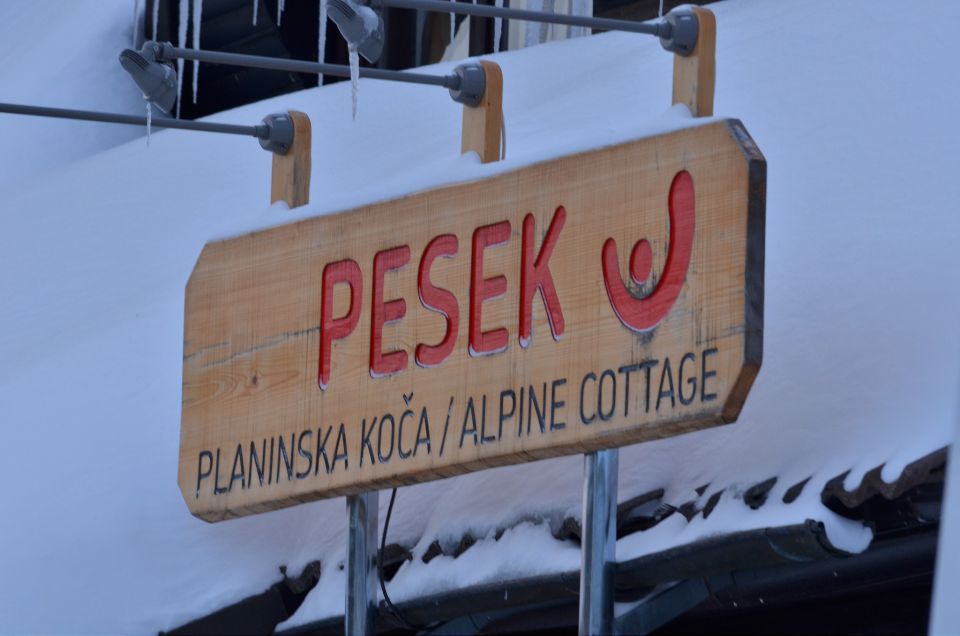 PESEK
PLANINSKA KOČA / ALPINE COTTAGE